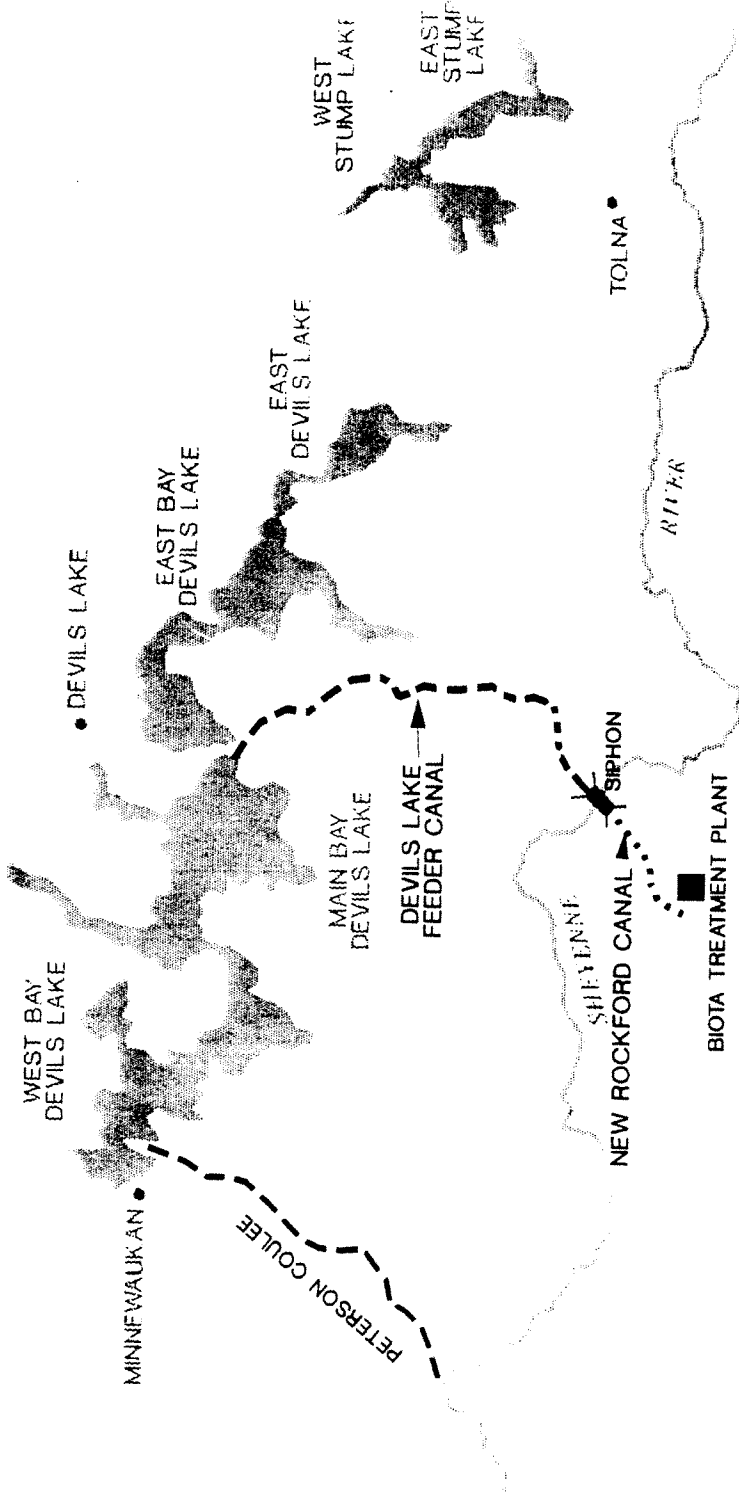 WEST BAY
DEVILS LAKE
MINNEWAUKAN
PETERSON COULEE
DEVILS LAKE
EAST BAY
DEVILS LAKE
MAIN BAY
DEVILS LAKE
DEVILS LAKE
FEEDER CANAL
EAST
DEVILS LAKE
WEST
STUMP LAKE
EAST
STUMP
LAKE
TOLNA
SHEYENNE
RIVER
SIPHON
NEW ROCKFORD CANAL
BIOTA TREATMENT PLANT